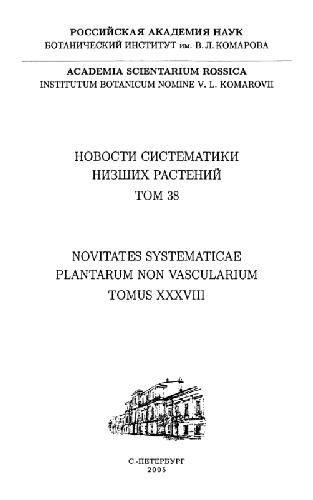 РОССИЙСКАЯ АКАДЕМИЯ НАУК
БОТАНИЧЕСКИЙ ИНСТИТУТ им. В. Л. КОМАРОВА
ACADEMIA SCIENTARIUM ROSSICA
INSTITUTUM BOTANICUM NOMINE V. L. KOMAROVII
НОВОСТИ СИСТЕМАТИКИ
НИЗШИХ РАСТЕНИЙ
ТОМ 38
NOVITATES SYSTEMATICAE
PLANTARUM NON VASCULARIUM
TOMUS XXXVIII
С.-ПЕТЕРБУРГ
2005